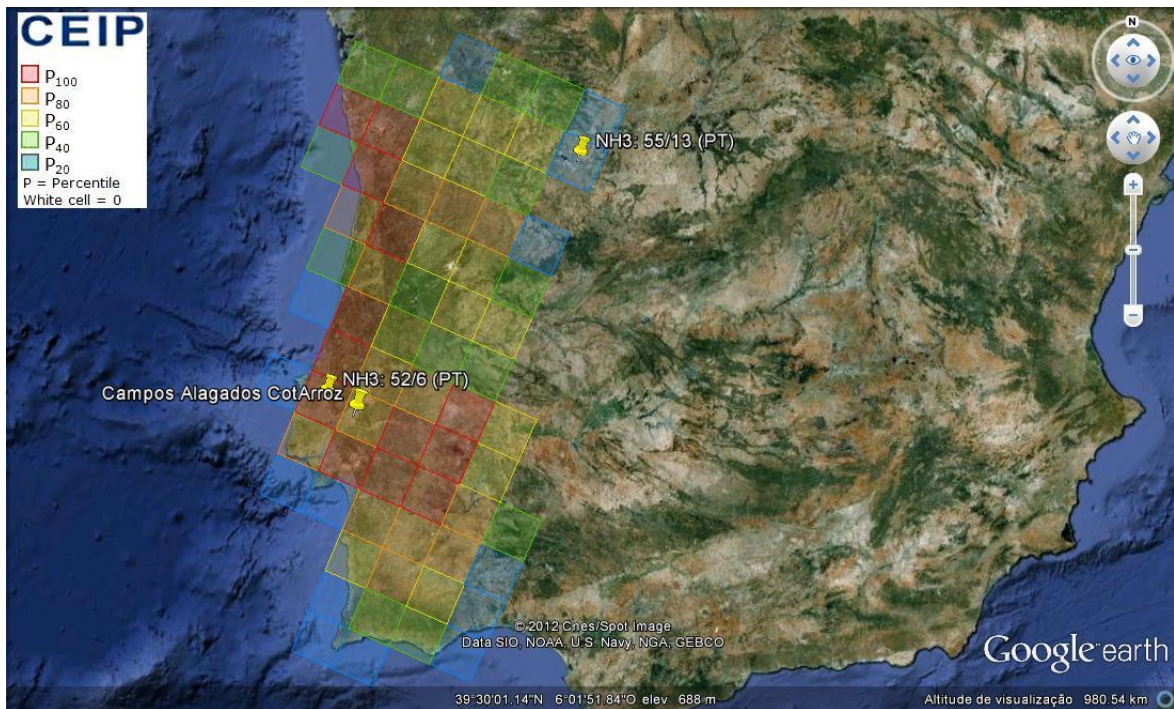 CEIP
P100
P80
P60
P40
P20
P = Percentile
White cell = 0
N
NH3: 55/13 (PT)
NH3: 52/6 (PT)
Campos Alagados CotArroz
© 2012 Cnes/Spot Image
Data SIO, NOAA, U.S. Navy, NGA, GEBCO
Google earth
39°30'01.14"N 6°01'51.84"O elev 688 m
Altitude de visualização 980.54 km